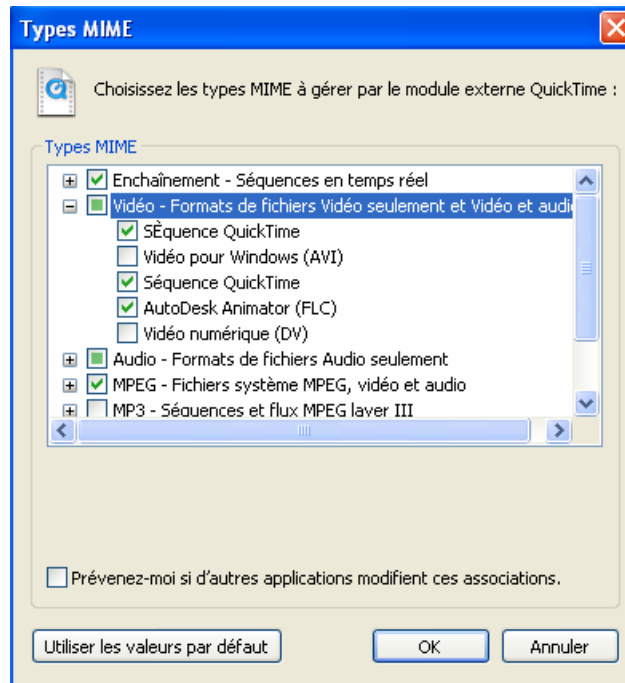 Types MIME
Choisissez les types MIME à gérer par le module externe QuickTime :
Types MIME
Enchaînement - Séquences en temps réel
Vidéo - Formats de fichiers Vidéo seulement et Vidéo et audi
SÈquence QuickTime
Vidéo pour Windows (AVI)
Séquence QuickTime
AutoDesk Animator (FLC)
Vidéo numérique (DV)
Audio - Formats de fichiers Audio seulement
MPEG - Fichiers système MPEG, vidéo et audio
MP3 - Séquences et flux MPEG layer III
Prévenez-moi si d'autres applications modifient ces associations.
Utiliser les valeurs par défaut
OK
Annuler